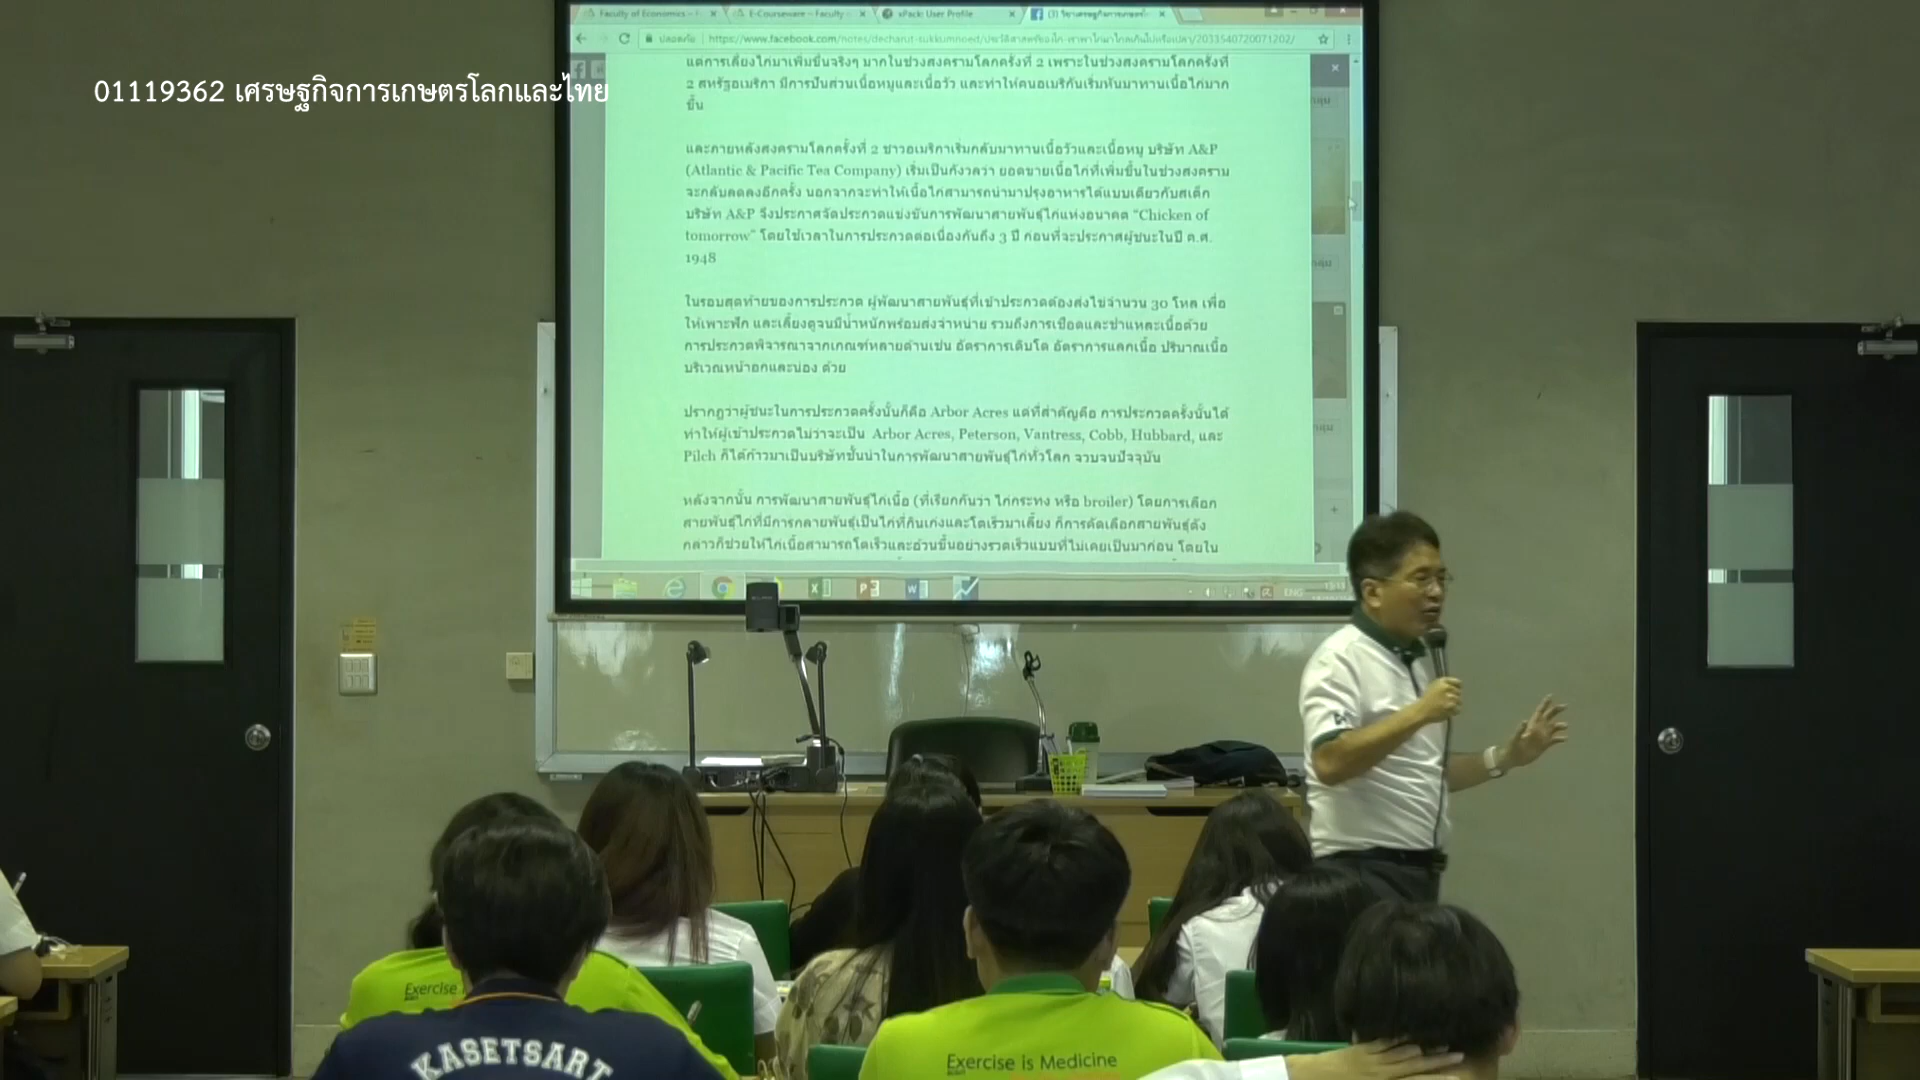 Faculty of Economics -
E-Courseware - Faculty
xPack: User Profile
https://www.facebook.com/notes/decharut-sukkumnoed/
01119362 เศรษฐกิจการเกษตรโลกและไทย
แต่การเลี้ยงไก่มาเพิ่มขึ้นจริงๆ มากในช่วงสงครามโลกครั้งที่ 2 เพราะในช่วงสงครามโลกครั้งที่
2 สหรัฐอเมริกา มีการปันส่วนเนื้อหมูและเนื้อวัว และทำให้คนอเมริกันเริ่มหันมาทานเนื้อไก่มาก
ขึ้น
และภายหลังสงครามโลกครั้งที่ 2 ชาวอเมริกาเริ่มกลับมาทานเนื้อวัวและเนื้อหมู บริษัท A&P
(Atlantic & Pacific Tea Company) เริ่มเป็นกังวลว่า ยอดขายเนื้อไก่ที่เพิ่มขึ้นในช่วงสงคราม
จะกลับลดลงอีกครั้ง นอกจากจะทำให้เนื้อไก่สามารถนำมาปรุงอาหารได้แบบเดียวกับสเต็ก
บริษัท A&P จึงประกาศจัดประกวดแข่งขันการพัฒนาสายพันธุ์ไก่แห่งอนาคต "Chicken of
tomorrow" โดยใช้เวลาในการประกวดต่อเนื่องกันถึง 3 ปี ก่อนที่จะประกาศผู้ชนะในปี ค.ศ.
1948
ในรอบสุดท้ายของการประกวด ผู้พัฒนาสายพันธุ์ที่เข้าประกวดต้องส่งไข่จำนวน 30 โหล เพื่อ
ให้เพาะฟัก และเลี้ยงดูจนมีน้ำหนักพร้อมส่งจำหน่าย รวมถึงการเชือดและชำแหละเนื้อด้วย
การประกวดพิจารณาจากเกณฑ์หลายด้านเช่น อัตราการเติบโต อัตราการแลกเนื้อ ปริมาณเนื้อ
บริเวณหน้าอกและน่อง ด้วย
ปรากฏว่าผู้ชนะในการประกวดครั้งนั้นก็คือ Arbor Acres แต่ที่สำคัญคือ การประกวดครั้งนั้นได้
ทำให้ผู้เข้าประกวดไม่ว่าจะเป็น Arbor Acres, Peterson, Vantress, Cobb, Hubbard, และ
Pilch ก็ได้ก้าวมาเป็นบริษัทชั้นนำในการพัฒนาสายพันธุ์ไก่ทั่วโลก จวบจนปัจจุบัน
หลังจากนั้น การพัฒนาสายพันธุ์ไก่เนื้อ (ที่เรียกกันว่า ไก่กระทง หรือ broiler) โดยการเลือก
สายพันธุ์ไก่ที่มีการกลายพันธุ์เป็นไก่ที่กินเก่งและโตเร็วมาเลี้ยง ก็การคัดเลือกสายพันธุ์ดัง
กล่าวก็ช่วยให้ไก่เนื้อสามารถโตเร็วและอ้วนขึ้นอย่างรวดเร็วแบบที่ไม่เคยเป็นมาก่อน โดยใน
ENG
Exercise
KASETSART
Exercise is Medicine